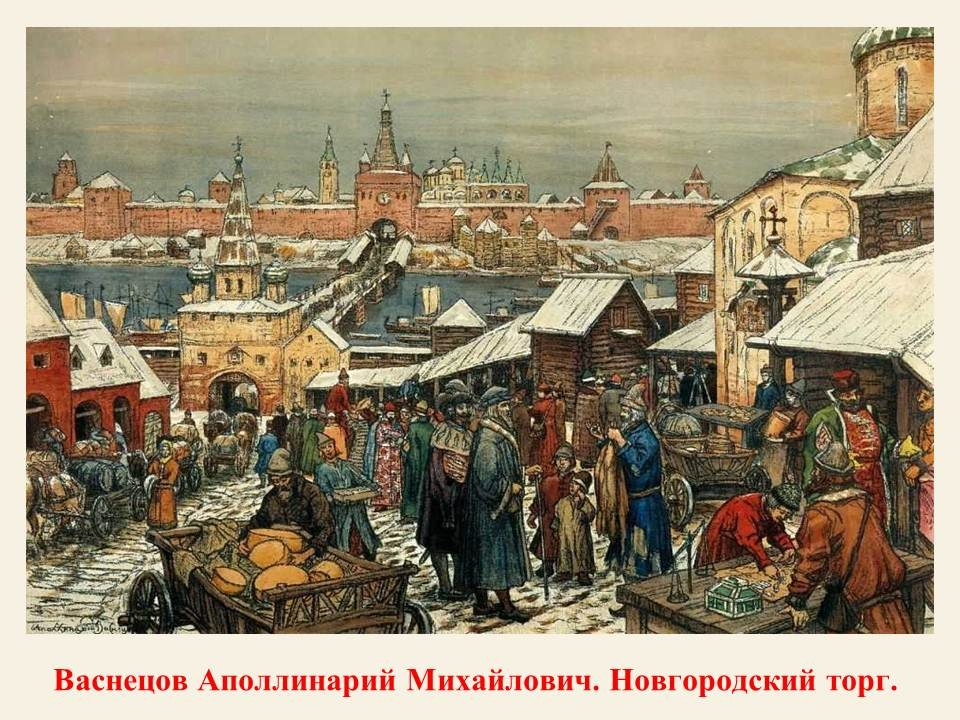 Васнецов Аполлинарий Михайлович. Новгородский торг.